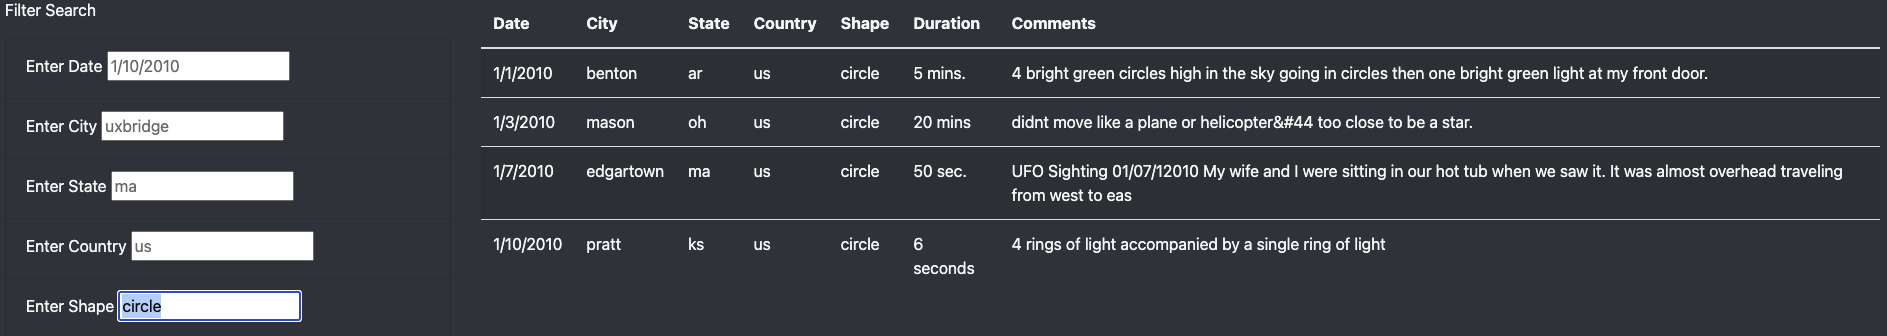 Filter Search
Enter Date 1/10/2010
Enter City uxbridge
Enter State ma
Enter Country us
Enter Shape circle
Date City State Country Shape Duration Comments
1/1/2010 benton ar us circle 5 mins. 4 bright green circles high in the sky going in circles then one bright green light at my front door.
1/3/2010 mason oh us circle 20 mins didnt move like a plane or helicopter&#44 too close to be a star.
1/7/2010 edgartown ma us circle 50 sec. UFO Sighting 01/07/12010 My wife and I were sitting in our hot tub when we saw it. It was almost overhead traveling
from west to eas
1/10/2010 pratt ks us circle 6 4 rings of light accompanied by a single ring of light
seconds